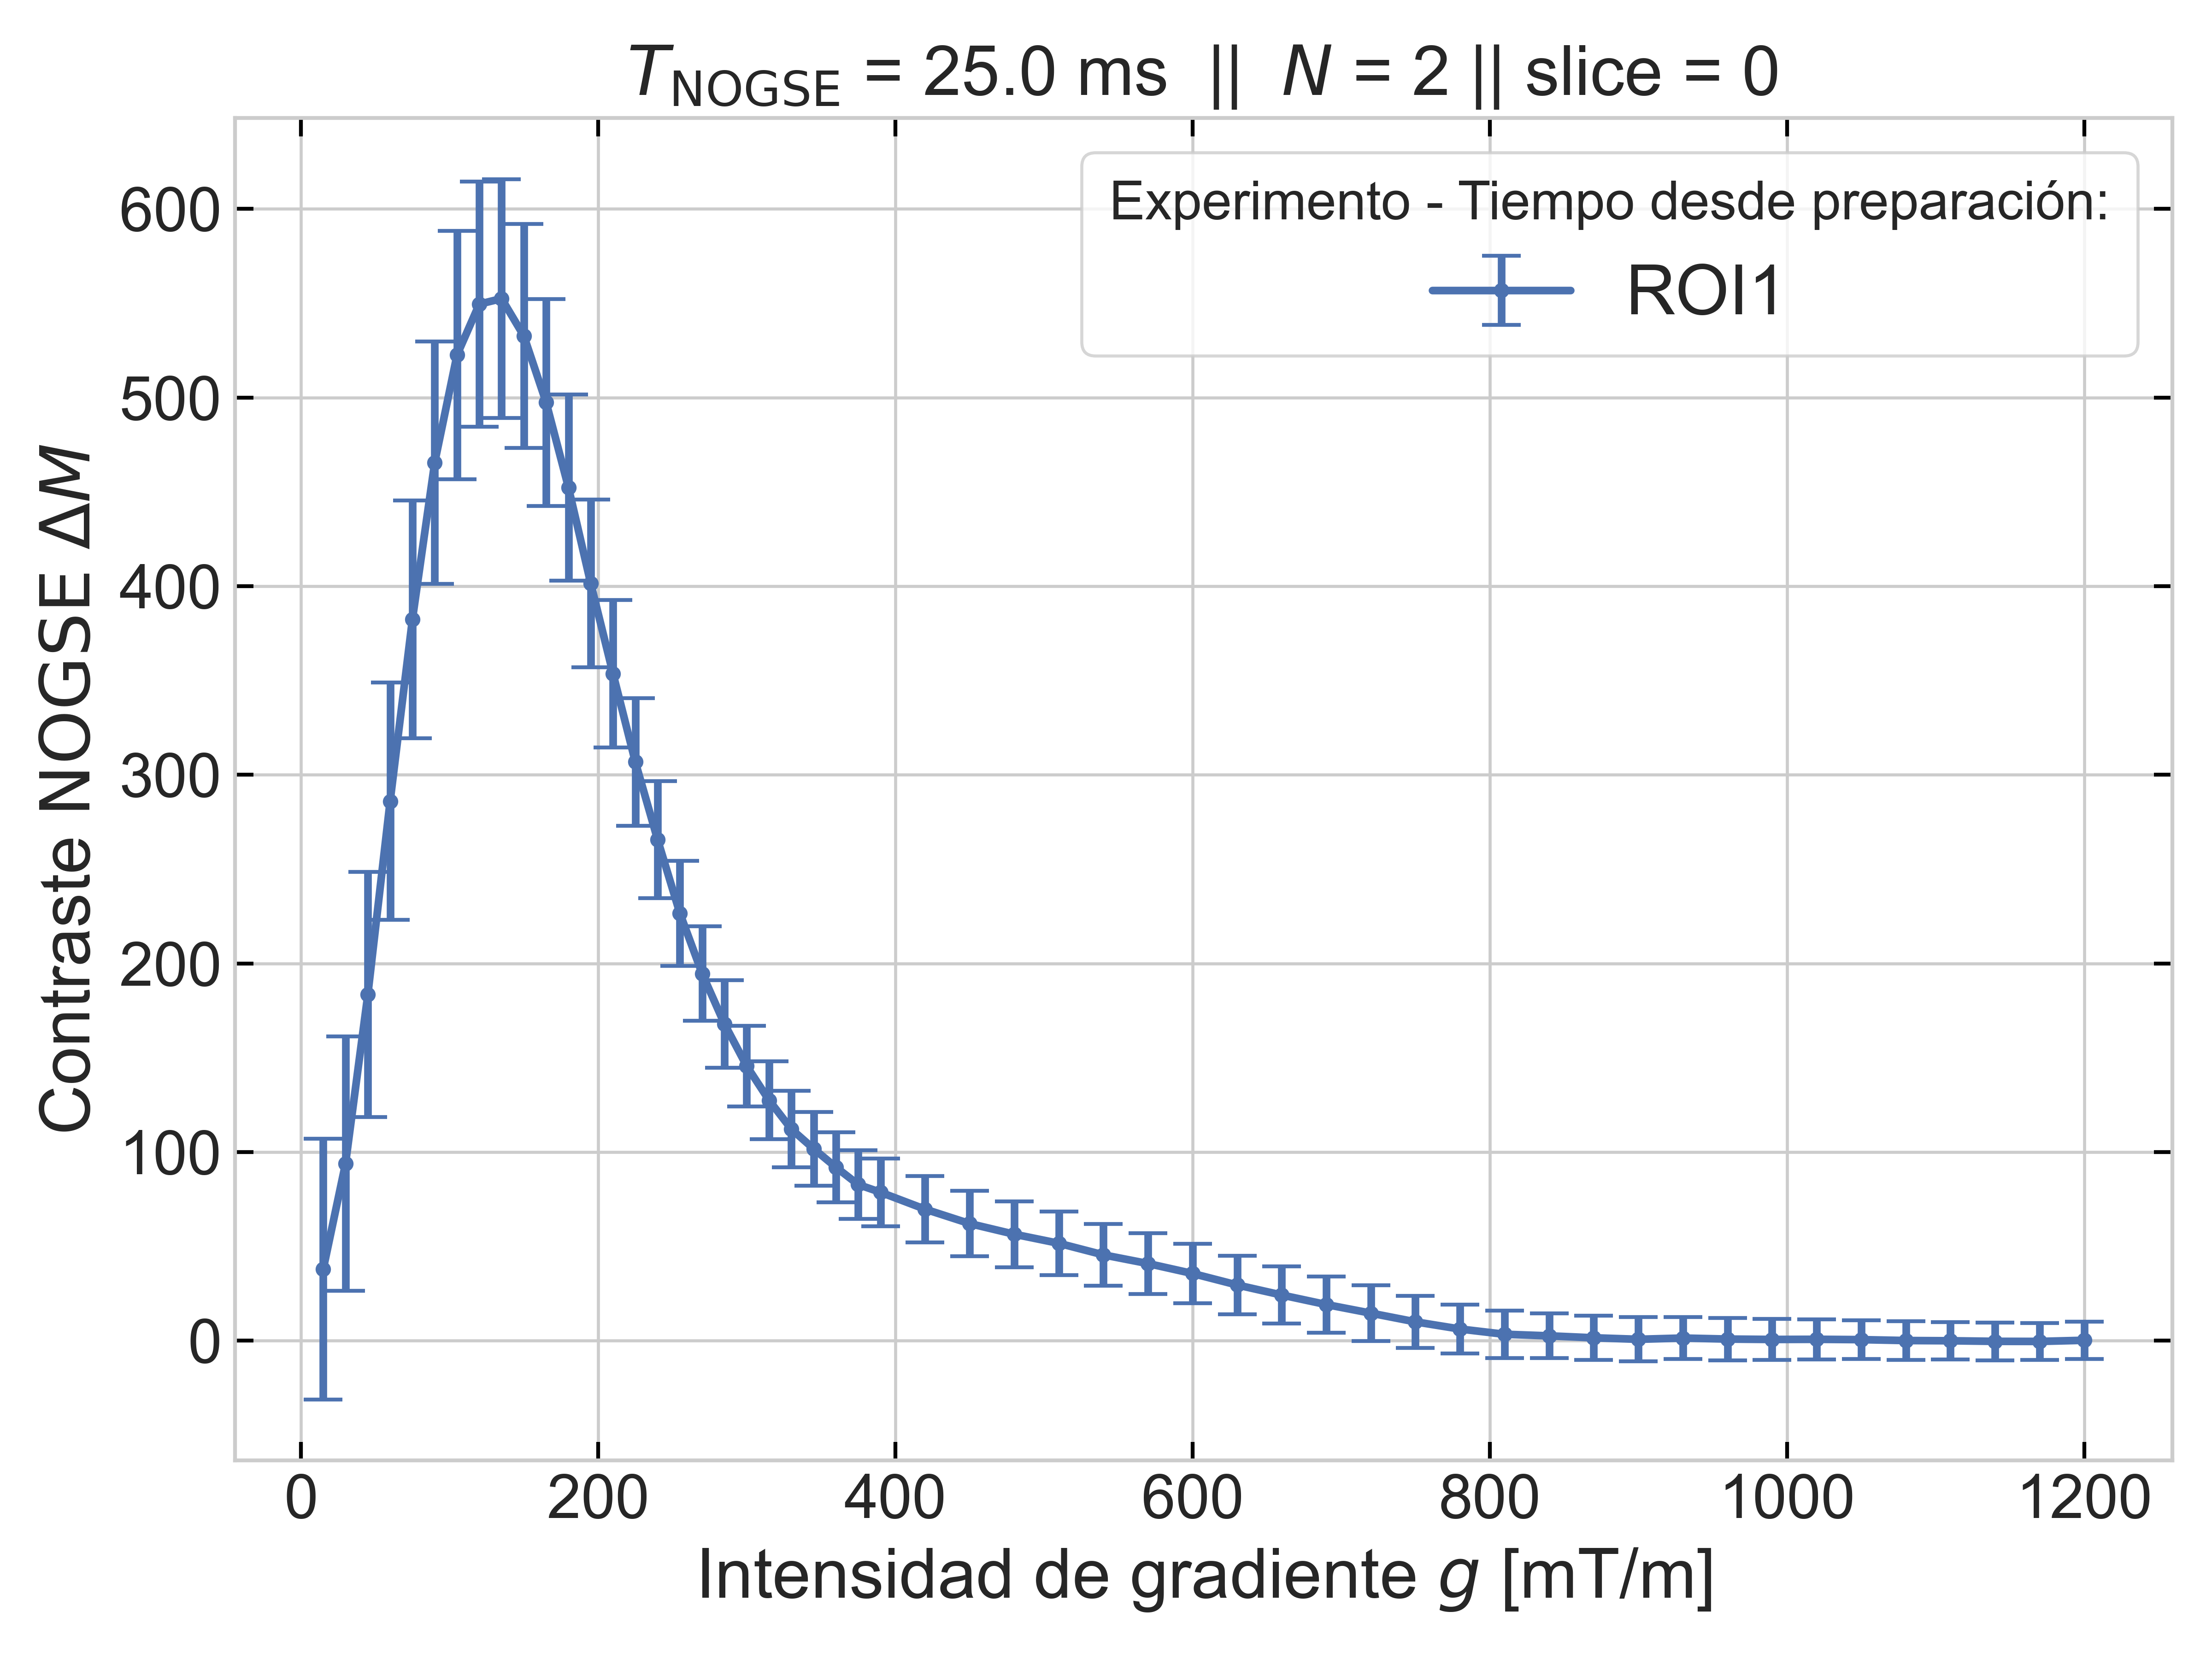 T_NOGSE = 25.0 ms || N = 2 || slice = 0
Experimento - Tiempo desde preparación:
ROI1
Contraste NOGSE ΔM
600
500
400
300
200
100
0
0 200 400 600 800 1000 1200
Intensidad de gradiente g [mT/m]